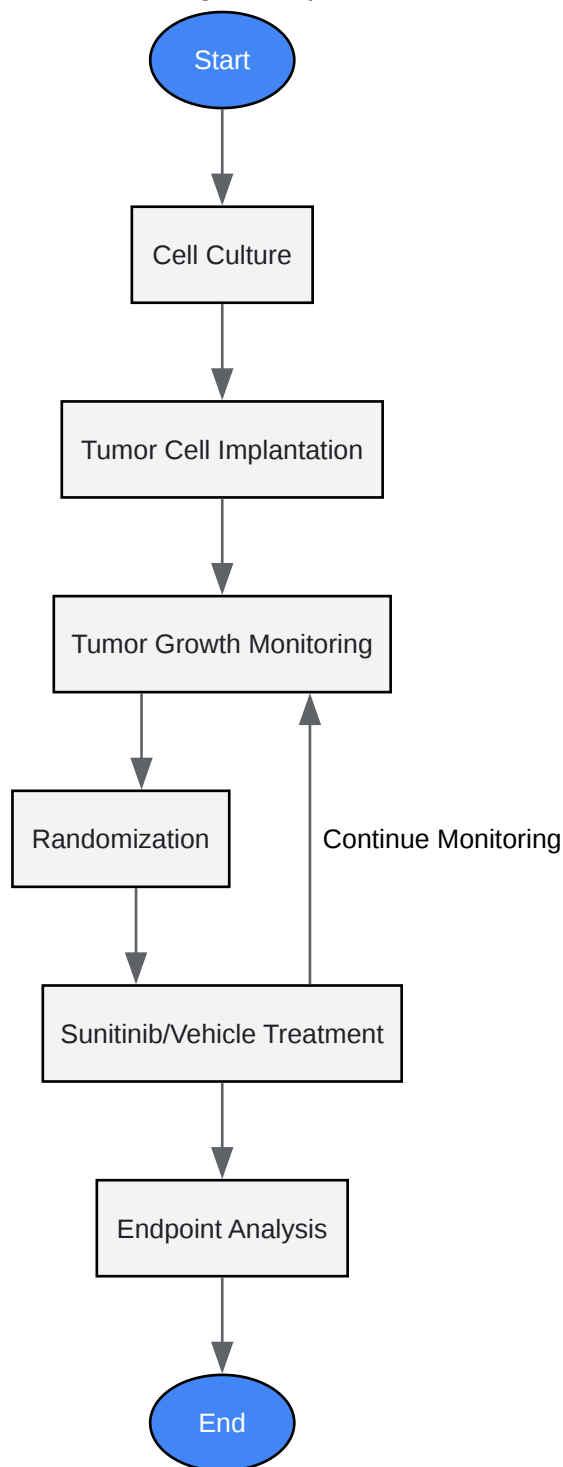 Start
Cell Culture
Tumor Cell Implantation
Tumor Growth Monitoring
Randomization
Continue Monitoring
Sunitinib/Vehicle Treatment
Endpoint Analysis
End